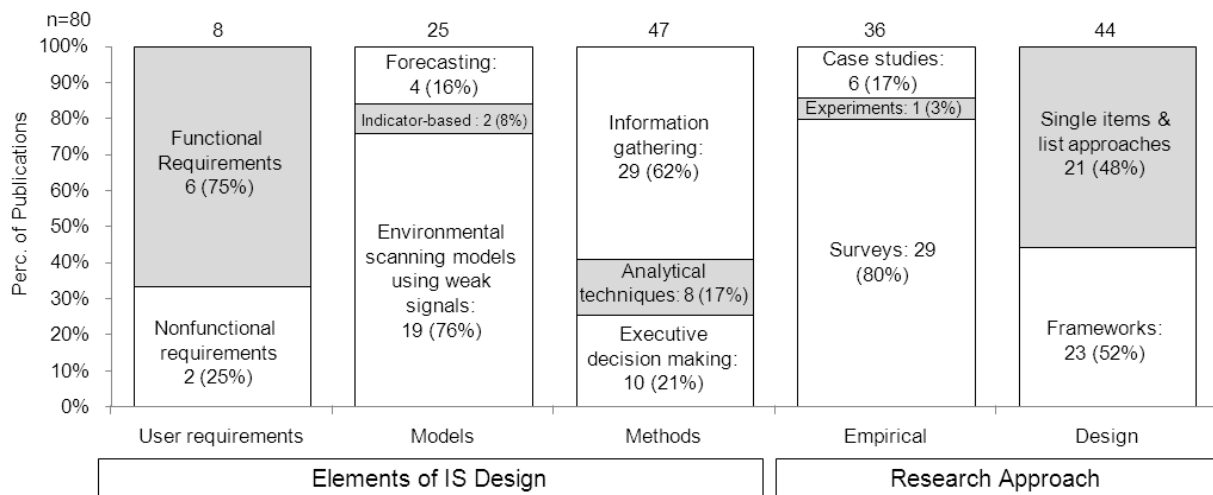 n=80
8
25
47
36
44
Perc. of Publications
100%
90%
80%
70%
60%
50%
40%
30%
20%
10%
0%
Functional
Requirements
6 (75%)
Nonfunctional
requirements
2 (25%)
Forecasting:
4 (16%)
Indicator-based : 2 (8%)
Environmental
scanning models
using weak
signals:
19 (76%)
Information
gathering:
29 (62%)
Analytical
techniques: 8 (17%)
Executive
decision making:
10 (21%)
Case studies:
6 (17%)
Experiments: 1 (3%)
Surveys: 29
(80%)
Single items &
list approaches
21 (48%)
Frameworks:
23 (52%)
User requirements
Models
Methods
Empirical
Design
Elements of IS Design
Research Approach